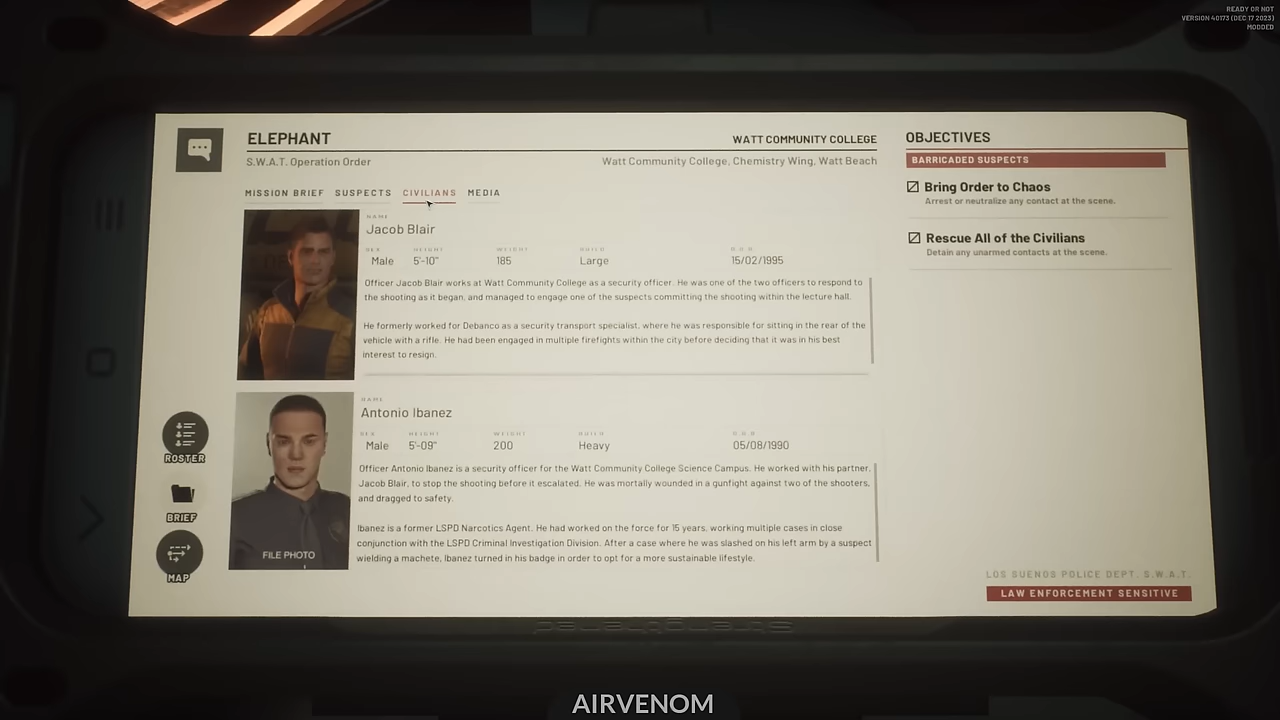 READY OR NOT
VERSION 40173 (DEC 17 2023)
MODDED
ELEPHANT
WATT COMMUNITY COLLEGE
S.W.A.T. Operation Order
Watt Community College, Chemistry Wing, Watt Beach
MISSION BRIEF SUSPECTS CIVILIANS MEDIA
NAME
Jacob Blair
SEX HEIGHT WEIGHT BUILD D.O.B.
Male 5'-10" 185 Large 15/02/1995
Officer Jacob Blair works at Watt Community College as a security officer. He was one of the two officers to respond to
the shooting as it began, and managed to engage one of the suspects committing the shooting within the lecture hall.
He formerly worked for Debanco as a security transport specialist, where he was responsible for sitting in the rear of the
vehicle with a rifle. He had been engaged in multiple firefights within the city before deciding that it was in his best
interest to resign.
NAME
Antonio Ibanez
SEX HEIGHT WEIGHT BUILD D.O.B.
Male 5'-09" 200 Heavy 05/08/1990
Officer Antonio Ibanez is a security officer for the Watt Community College Science Campus. He worked with his partner,
Jacob Blair, to stop the shooting before it escalated. He was mortally wounded in a gunfight against two of the shooters,
and dragged to safety.
Ibanez is a former LSPD Narcotics Agent. He had worked on the force for 15 years, working multiple cases in close
conjunction with the LSPD Criminal Investigation Division. After a case where he was slashed on his left arm by a suspect
wielding a machete, Ibanez turned in his badge in order to opt for a more sustainable lifestyle.
FILE PHOTO
ROSTER
BRIEF
MAP
OBJECTIVES
BARRICADED SUSPECTS
Bring Order to Chaos
Arrest or neutralize any contact at the scene.
Rescue All of the Civilians
Detain any unarmed contacts at the scene.
LOS SUENOS POLICE DEPT. S.W.A.T.
LAW ENFORCEMENT SENSITIVE
AIRVENOM